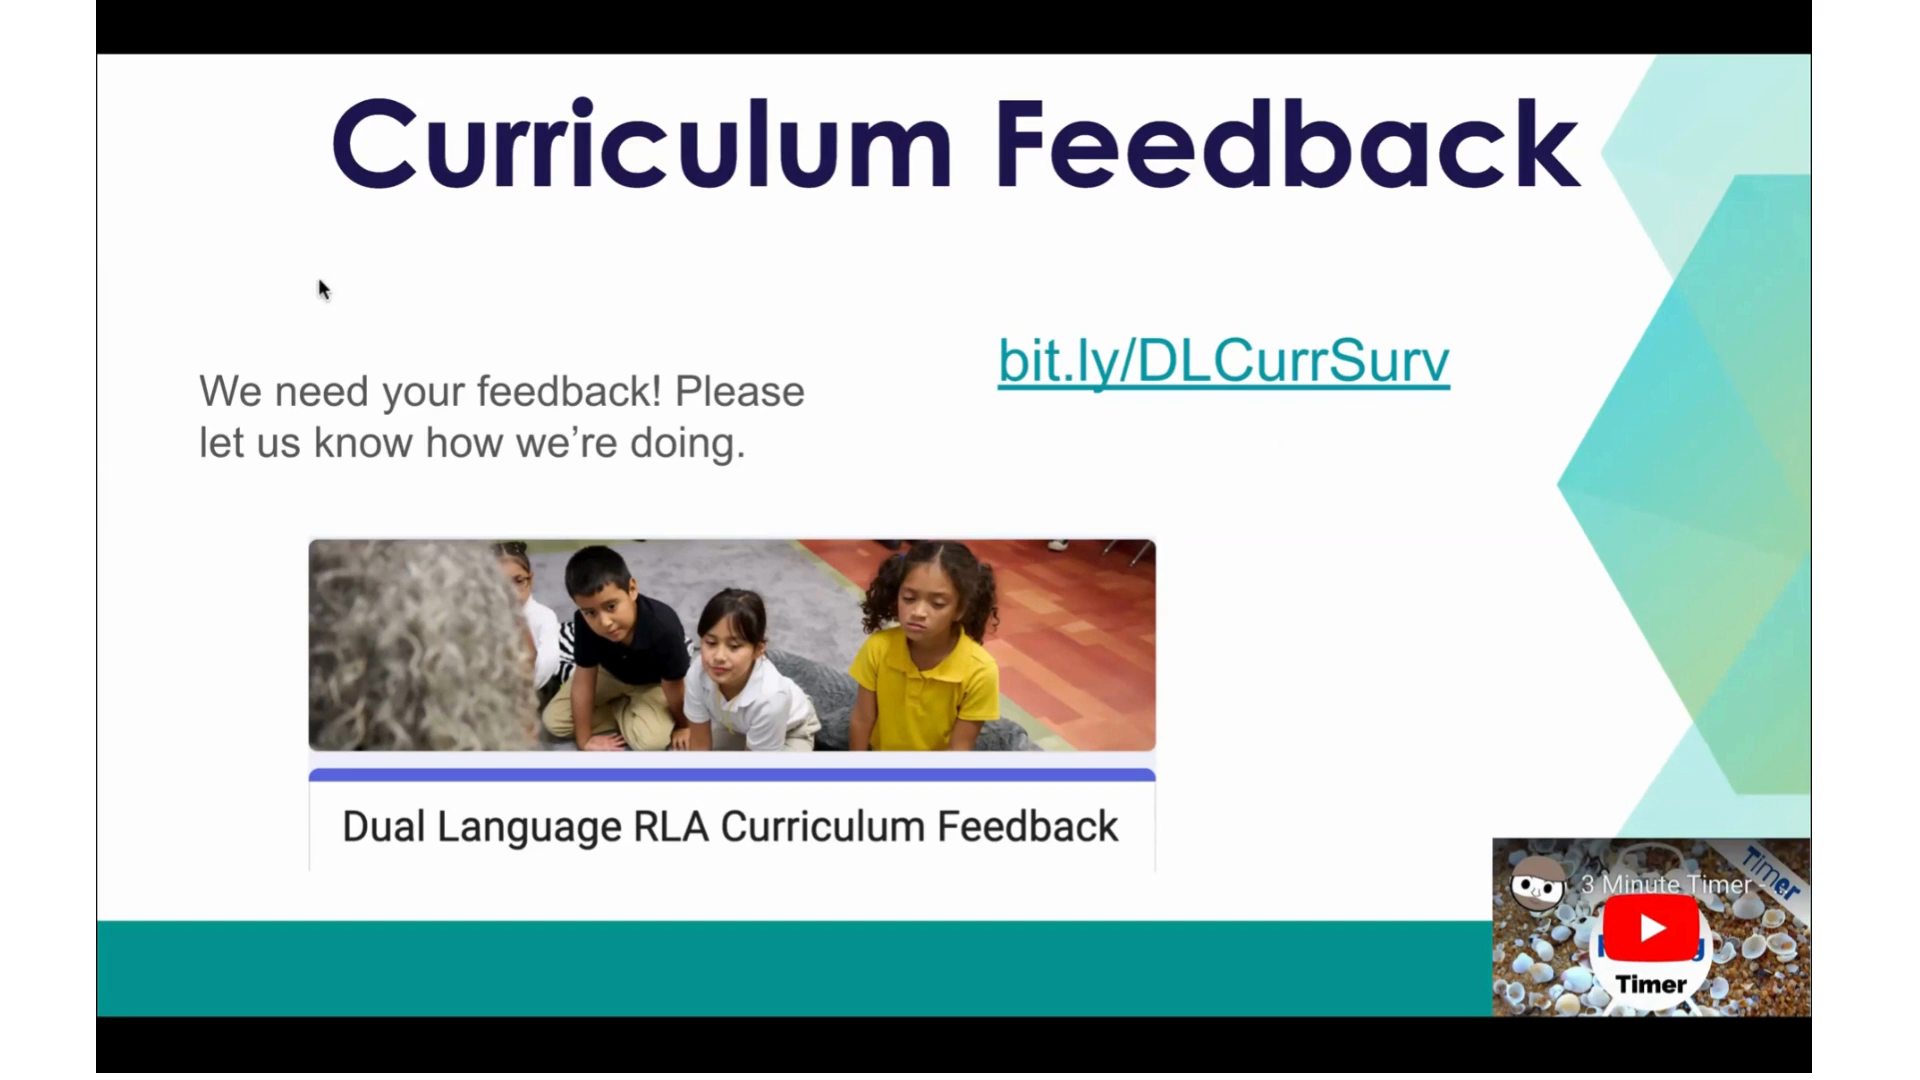 Curriculum Feedback
bit.ly/DLCurrSurv
We need your feedback! Please
let us know how we’re doing.
Dual Language RLA Curriculum Feedback
Timer
3 Minute Timer - ...
Timer